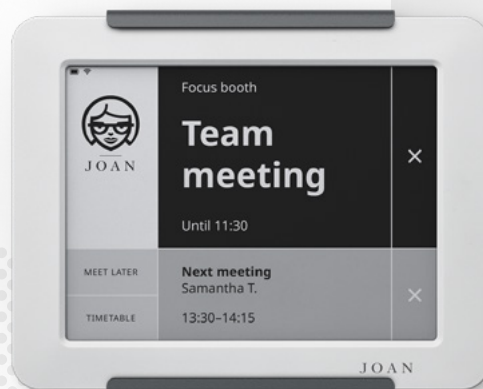 JOAN
Focus booth
Team
meeting
Until 11:30
MEET LATER
TIMETABLE
Next meeting
Samantha T.
13:30–14:15
JOAN